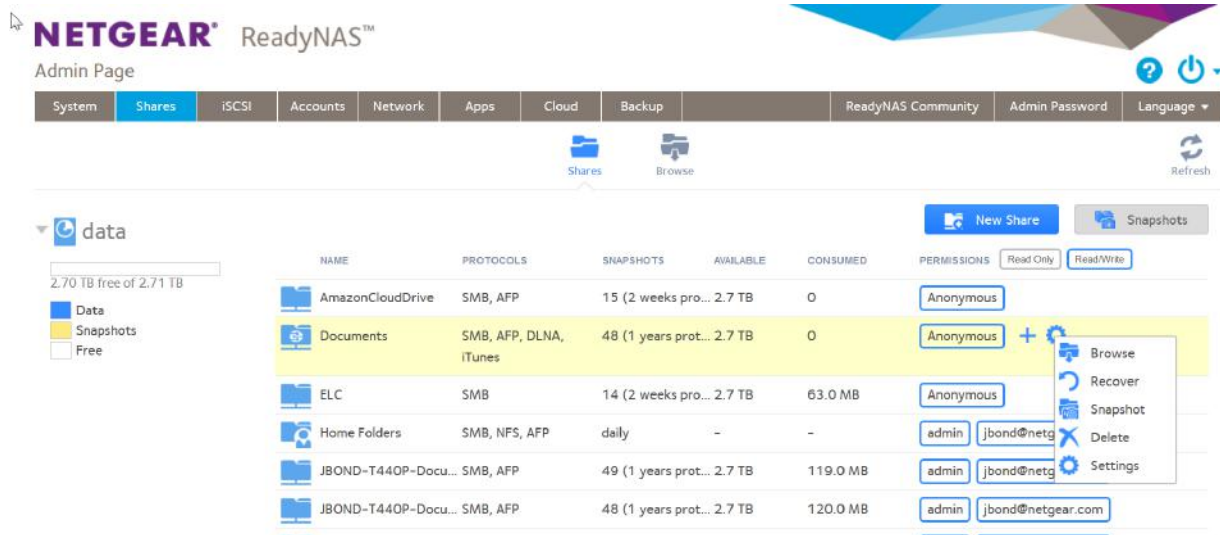 NETGEAR® ReadyNAS™
Admin Page
System Shares iSCSI Accounts Network Apps Cloud Backup ReadyNAS Community Admin Password Language
Shares Browse Refresh
data
New Share Snapshots
NAME PROTOCOLS SNAPSHOTS AVAILABLE CONSUMED PERMISSIONS Read Only Read/Write
2.70 TB free of 2.71 TB
Data
Snapshots
Free
AmazonCloudDrive SMB, AFP 15 (2 weeks pro... 2.7 TB 0 Anonymous
Documents SMB, AFP, DLNA, 48 (1 years prot... 2.7 TB 0 Anonymous
iTunes
Browse
Recover
Snapshot
Delete
Settings
ELC SMB 14 (2 weeks pro... 2.7 TB 63.0 MB Anonymous
Home Folders SMB, NFS, AFP daily – – admin jbond@netg
JBOND-T440P-Docu... SMB, AFP 49 (1 years prot... 2.7 TB 119.0 MB admin jbond@netg
JBOND-T440P-Docu... SMB, AFP 48 (1 years prot... 2.7 TB 120.0 MB admin jbond@netgear.com